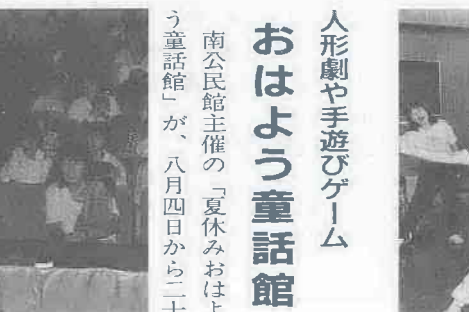 人形劇や手遊びゲーム
おはよう童話館
南公民館主催の「夏休みおはよ
う童話館」が、八月四日から二十